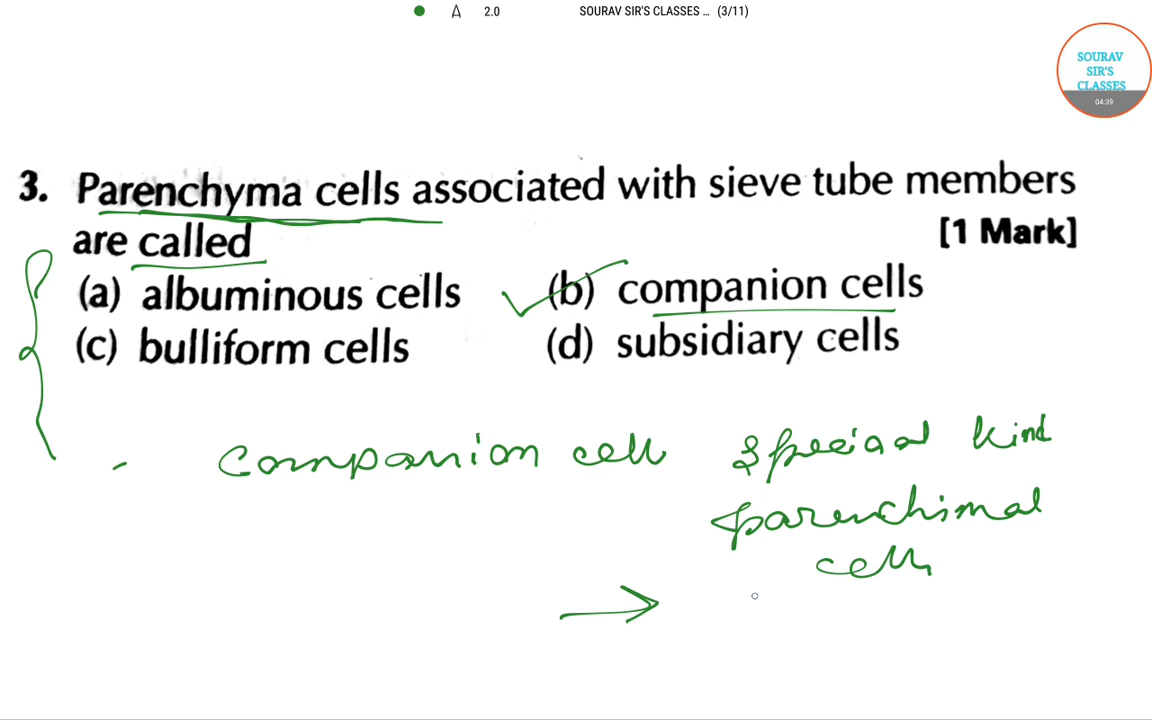 2.0 SOURAV SIR'S CLASSES ... (3/11)
SOURAV
SIR'S
CLASSES
04:39
3. Parenchyma cells associated with sieve tube members
are called [1 Mark]
(a) albuminous cells (b) companion cells
(c) bulliform cells (d) subsidiary cells
- Companion cell special kind
parenchimal
cell